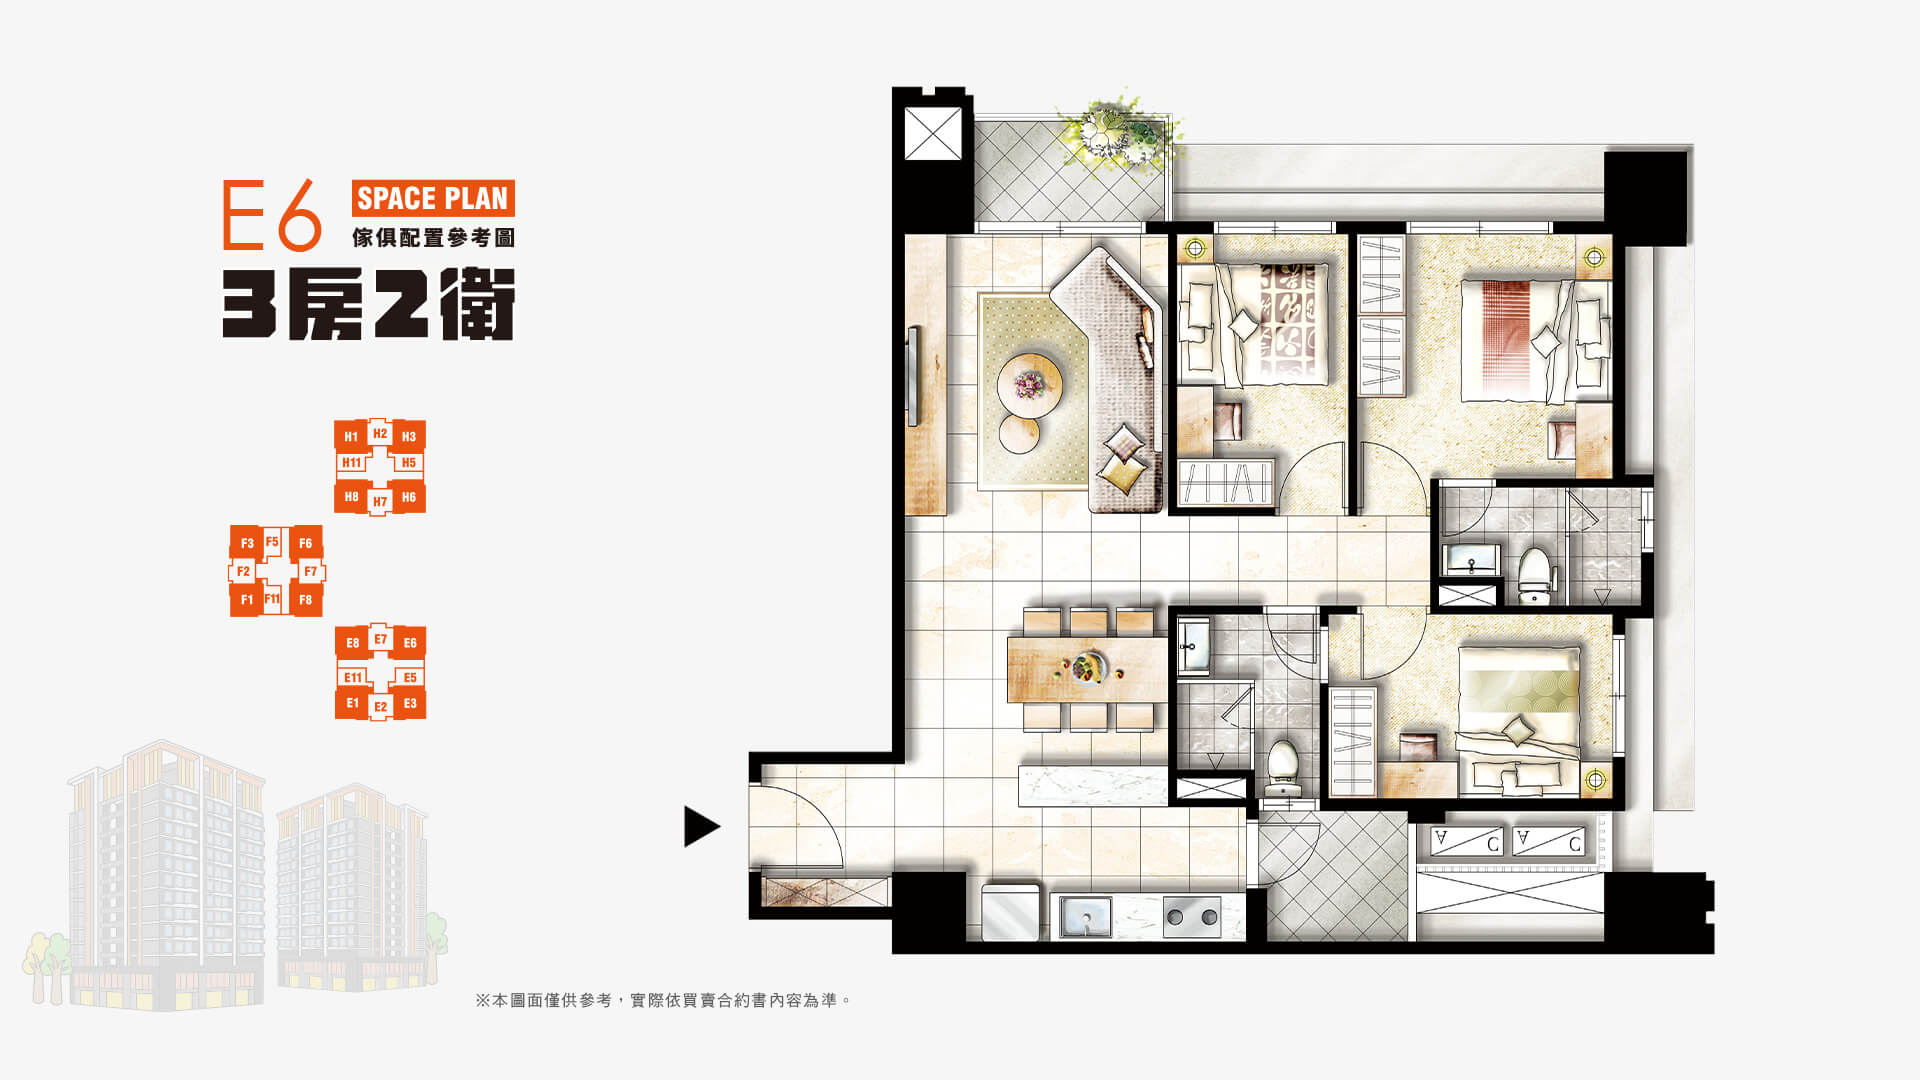 E6
SPACE PLAN
傢俱配置參考圖
3房2衛
H1 H2 H3
H11 H5
H8 H7 H6
F3 F5 F6
F2 F7
F1 F11 F8
E8 E7 E6
E11 E5
E1 E2 E3
A C A C
※本圖面僅供參考，實際依買賣合約書內容為準。